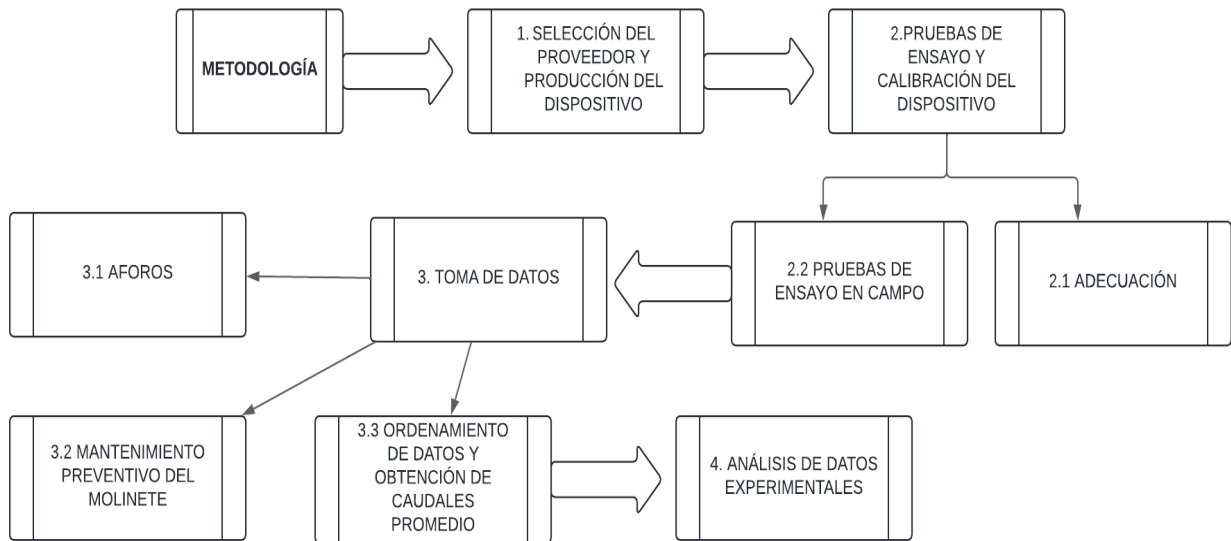 METODOLOGÍA
1. SELECCIÓN DEL
PROVEEDOR Y
PRODUCCIÓN DEL
DISPOSITIVO
2.PRUEBAS DE
ENSAYO Y
CALIBRACIÓN DEL
DISPOSITIVO
3.1 AFOROS
3. TOMA DE DATOS
2.2 PRUEBAS DE
ENSAYO EN CAMPO
2.1 ADECUACIÓN
3.2 MANTENIMIENTO
PREVENTIVO DEL
MOLINETE
3.3 ORDENAMIENTO
DE DATOS Y
OBTENCIÓN DE
CAUDALES
PROMEDIO
4. ANÁLISIS DE DATOS
EXPERIMENTALES